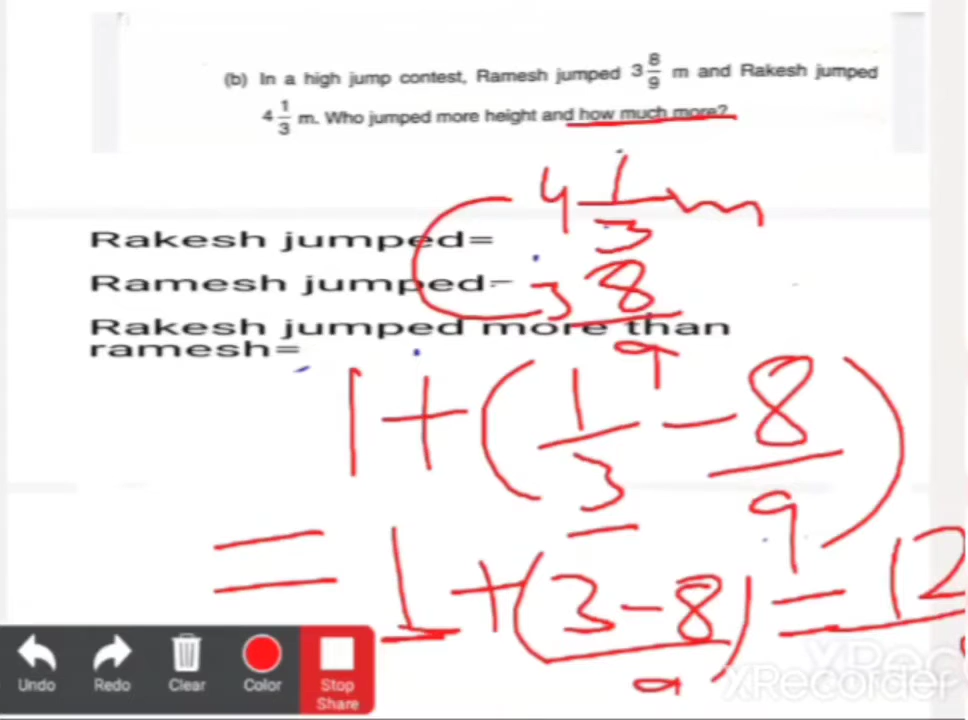 (b) In a high jump contest, Ramesh jumped 3 8/9 m and Rakesh jumped
4 1/3 m. Who jumped more height and how much more?
4 1/3 m
Rakesh jumped=
Ramesh jumped= 3 8/9
Rakesh jumped more than
ramesh=
1 + (1/3 - 8/9)
= 1 + (3-8)/9 = 12
Undo Redo Clear Color Stop
Share
XRecorder